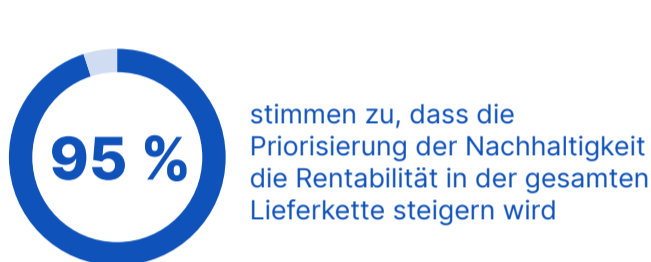 95 %
stimmen zu, dass die
Priorisierung der Nachhaltigkeit
die Rentabilität in der gesamten
Lieferkette steigern wird